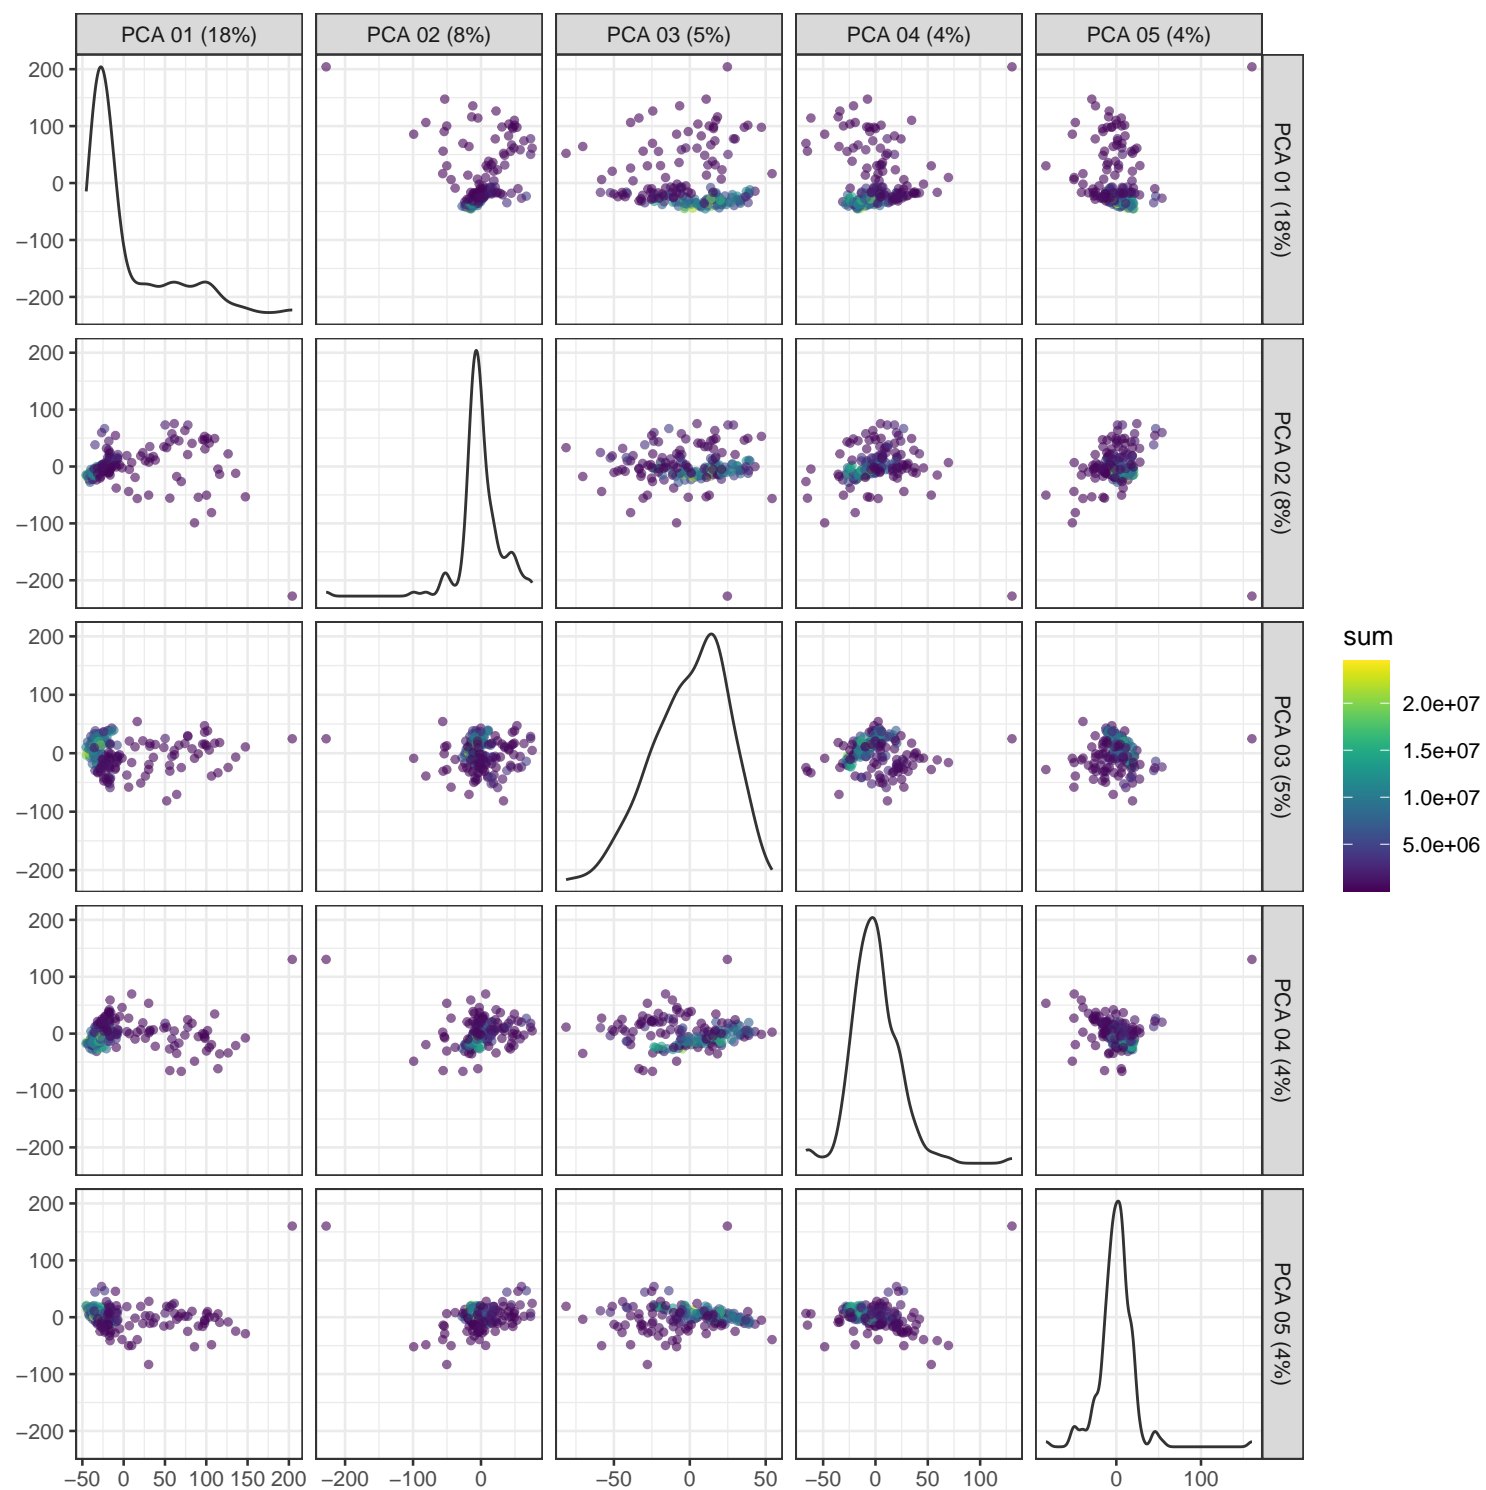 PCA 01 (18%) PCA 02 (8%) PCA 03 (5%) PCA 04 (4%) PCA 05 (4%)
200
100
0
−100
−200
PCA 01 (18%)
200
100
0
−100
−200
PCA 02 (8%)
200
100
0
−100
−200
PCA 03 (5%)
200
100
0
−100
−200
PCA 04 (4%)
200
100
0
−100
−200
PCA 05 (4%)
−50 0 50 100 150 200 −200 −100 0 −50 0 50 −50 0 50 100 0 100
sum
2.0e+07
1.5e+07
1.0e+07
5.0e+06